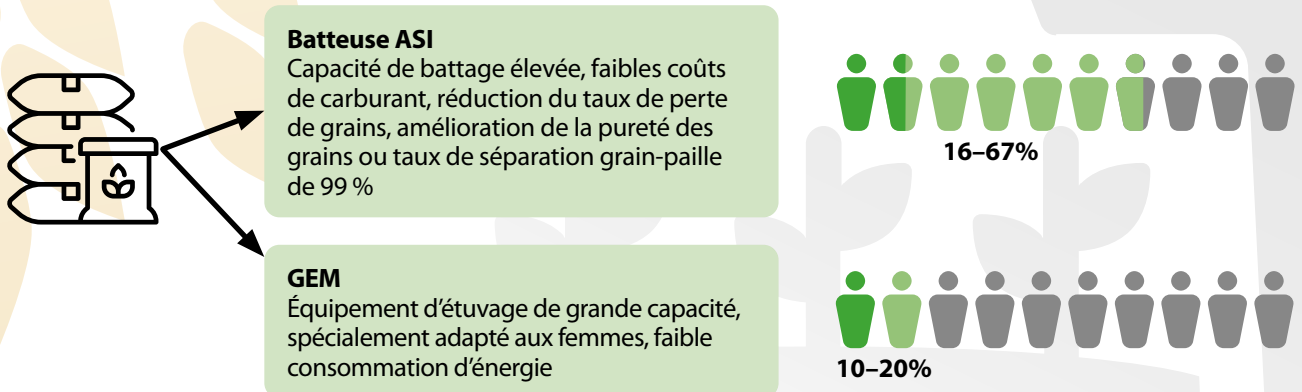 Batteuse ASI
Capacité de battage élevée, faibles coûts
de carburant, réduction du taux de perte
de grains, amélioration de la pureté des
grains ou taux de séparation grain-paille
de 99 %
16–67%
GEM
Équipement d’étuvage de grande capacité,
spécialement adapté aux femmes, faible
consommation d’énergie
10–20%